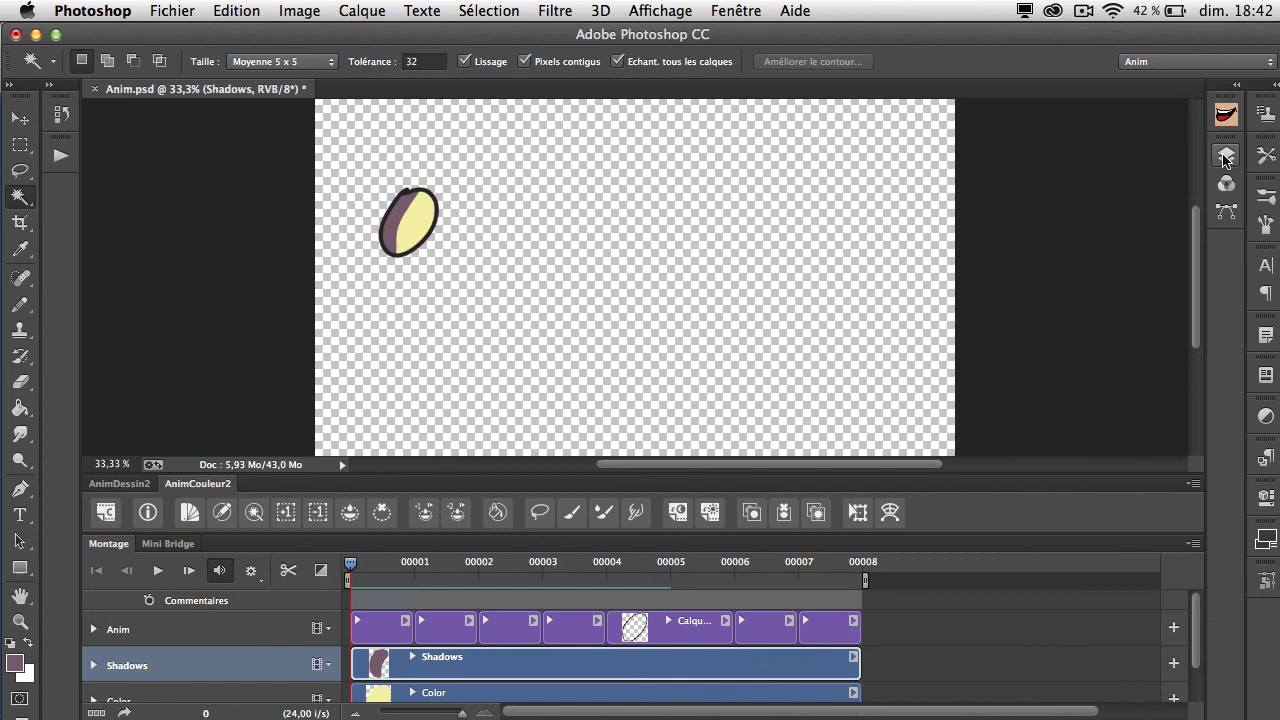 Photoshop Fichier Edition Image Calque Texte Sélection Filtre 3D Affichage Fenêtre Aide 42 % dim. 18:42
Adobe Photoshop CC
Taille : Moyenne 5 x 5 Tolérance : 32 Lissage Pixels contigus Echant. tous les calques Améliorer le contour... Anim
Anim.psd @ 33,3% (Shadows, RVB/8*) *
33,33 % Doc : 5,93 Mo/43,0 Mo
AnimDessin2 AnimCouleur2
+1 -1
Montage Mini Bridge
00001 00002 00003 00004 00005 00006 00007 00008
Commentaires
Anim Calqu...
Shadows Shadows
Color Color
0 (24,00 i/s)